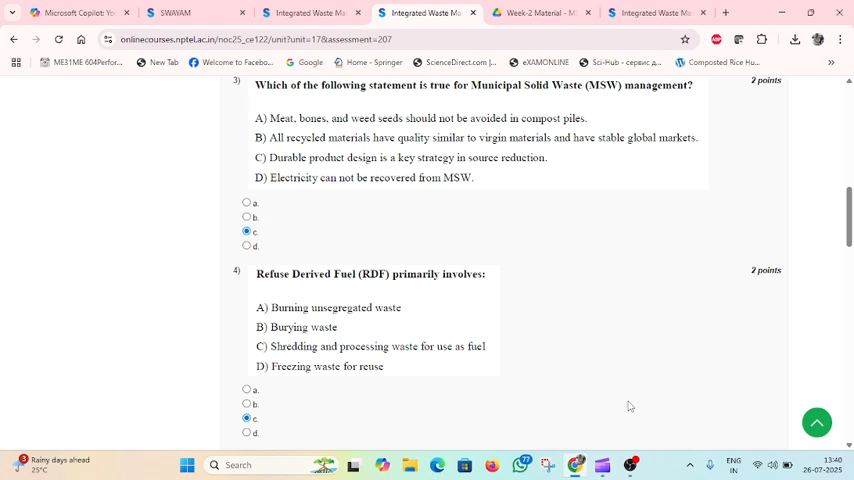 Microsoft Copilot: Yo
SWAYAM
Integrated Waste Ma
Integrated Waste Ma
Week-2 Material - M
Integrated Waste Ma
onlinecourses.nptel.ac.in/noc25_ce122/unit?unit=17&assessment=207
ME31ME 604Perfor...
New Tab
Welcome to Facebo...
Google
Home - Springer
ScienceDirect.com |...
eXAMONLINE
Sci-Hub - сервис д...
Composted Rice Hu...
3)
Which of the following statement is true for Municipal Solid Waste (MSW) management?
2 points
A) Meat, bones, and weed seeds should not be avoided in compost piles.
B) All recycled materials have quality similar to virgin materials and have stable global markets.
C) Durable product design is a key strategy in source reduction.
D) Electricity can not be recovered from MSW.
a.
b.
c.
d.
4)
Refuse Derived Fuel (RDF) primarily involves:
2 points
A) Burning unsegregated waste
B) Burying waste
C) Shredding and processing waste for use as fuel
D) Freezing waste for reuse
a.
b.
c.
d.
3
Rainy days ahead
25°C
Search
77
ENG
IN
13:40
26-07-2025